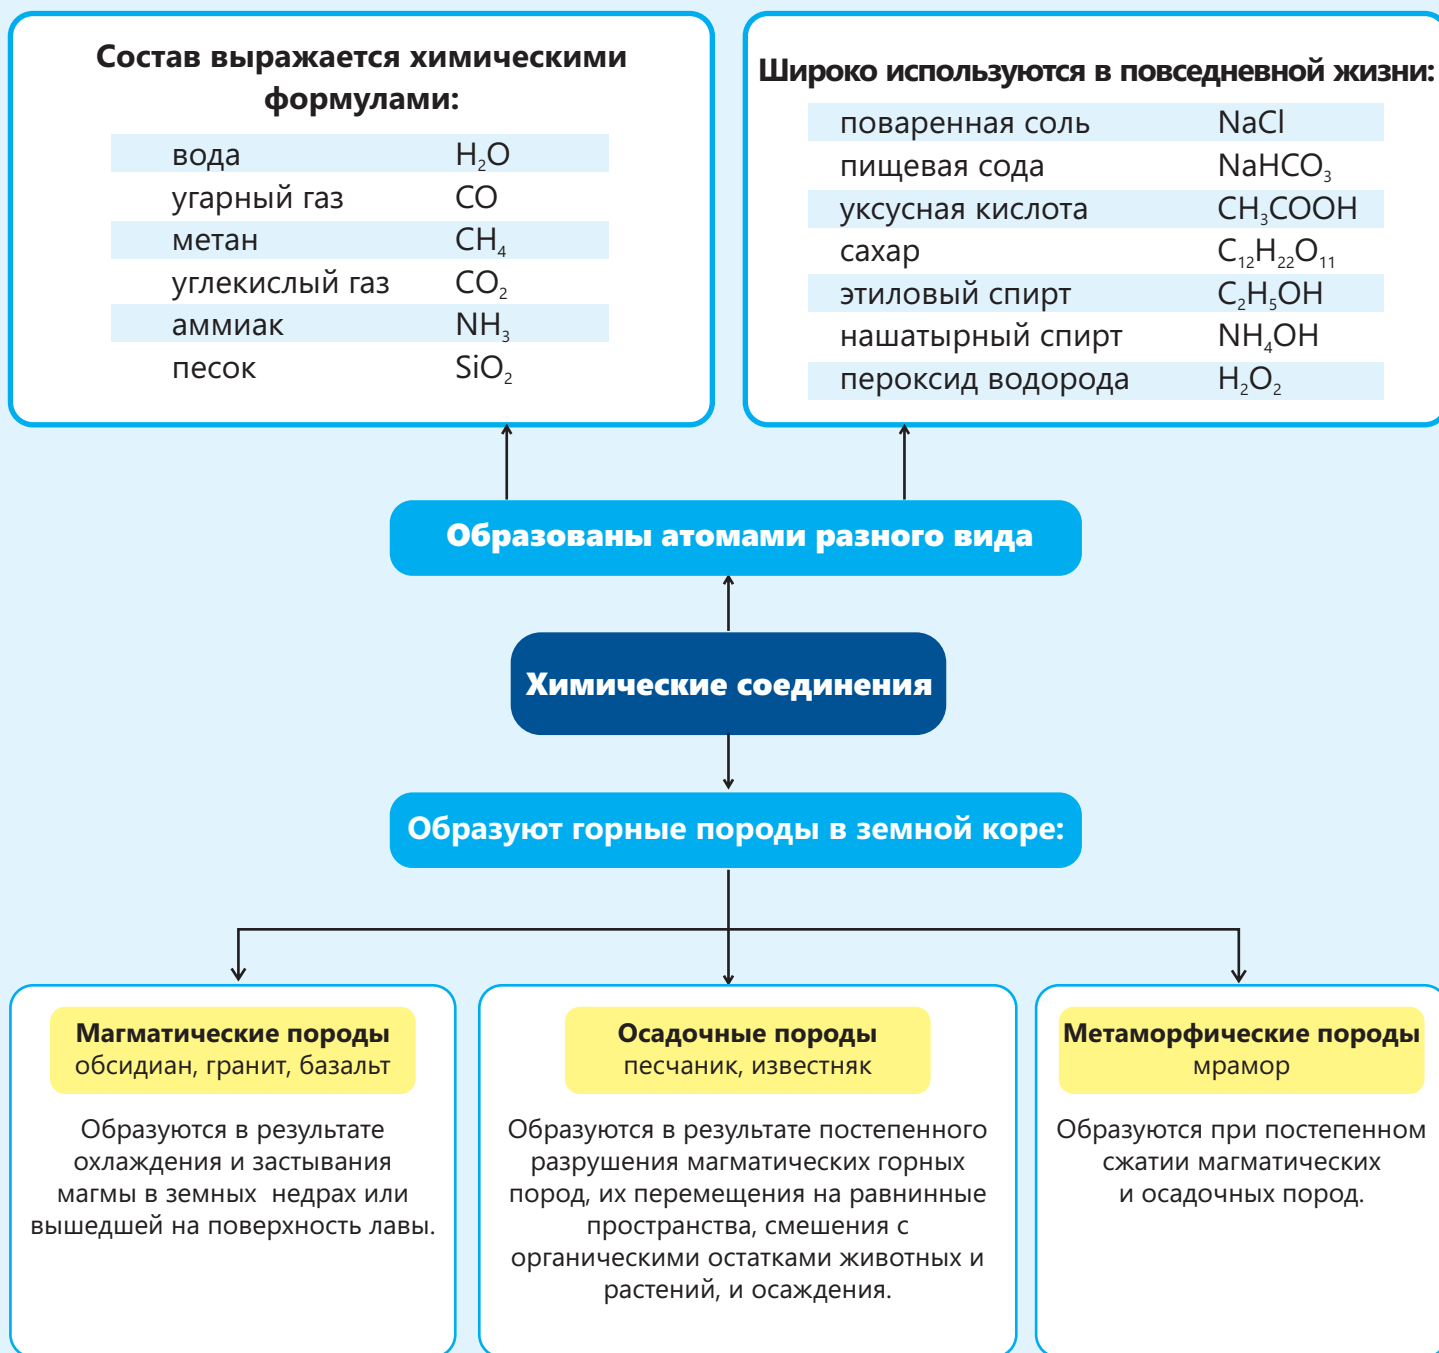 Состав выражается химическими
формулами:
вода H₂O
угарный газ CO
метан CH₄
углекислый газ CO₂
аммиак NH₃
песок SiO₂
Широко используются в повседневной жизни:
поваренная соль NaCl
пищевая сода NaHCO₃
уксусная кислота CH₃COOH
сахар C₁₂H₂₂O₁₁
этиловый спирт C₂H₅OH
нашатырный спирт NH₄OH
пероксид водорода H₂O₂
Образованы атомами разного вида
Химические соединения
Образуют горные породы в земной коре:
Магматические породы
обсидиан, гранит, базальт
Образуются в результате
охлаждения и застывания
магмы в земных недрах или
вышедшей на поверхность лавы.
Осадочные породы
песчаник, известняк
Образуются в результате постепенного
разрушения магматических горных
пород, их перемещения на равнинные
пространства, смешения с
органическими остатками животных и
растений, и осаждения.
Метаморфические породы
мрамор
Образуются при постепенном
сжатии магматических
и осадочных пород.